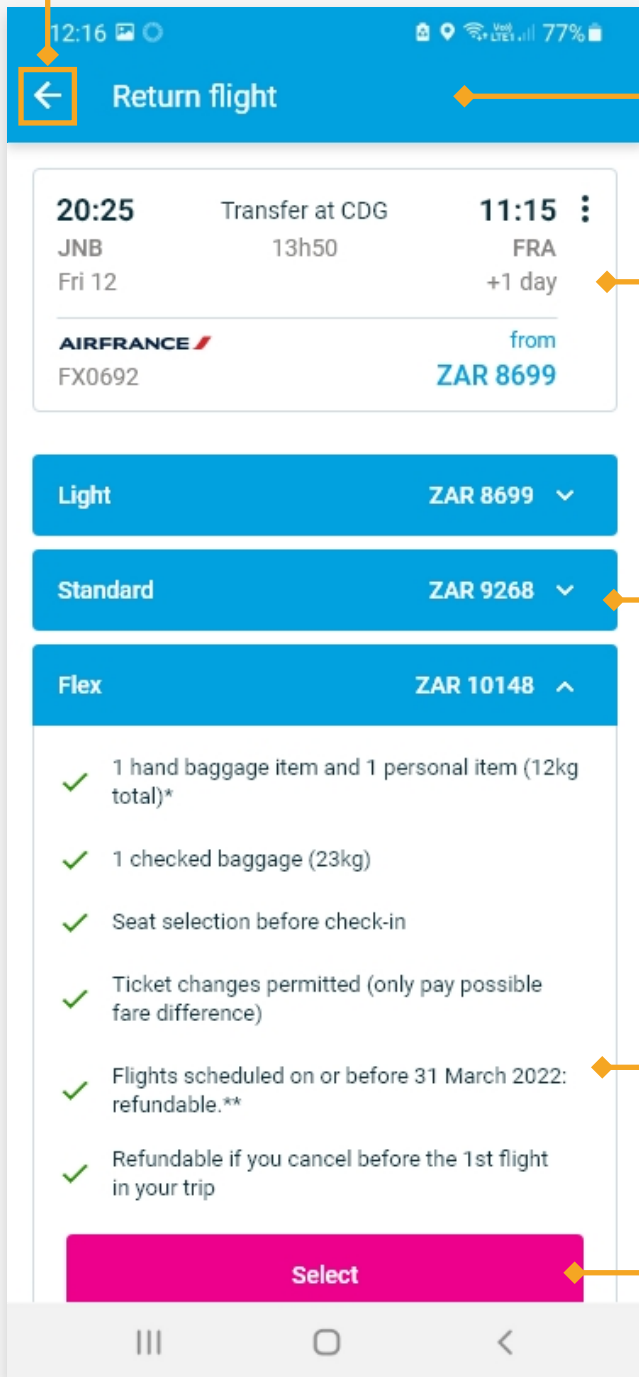 12:16 77%
Return flight
20:25 Transfer at CDG 11:15
JNB 13h50 FRA
Fri 12 +1 day
AIRFRANCE from
FX0692 ZAR 8699
Light ZAR 8699
Standard ZAR 9268
Flex ZAR 10148
1 hand baggage item and 1 personal item (12kg
total)*
1 checked baggage (23kg)
Seat selection before check-in
Ticket changes permitted (only pay possible
fare difference)
Flights scheduled on or before 31 March 2022:
refundable.**
Refundable if you cancel before the 1st flight
in your trip
Select